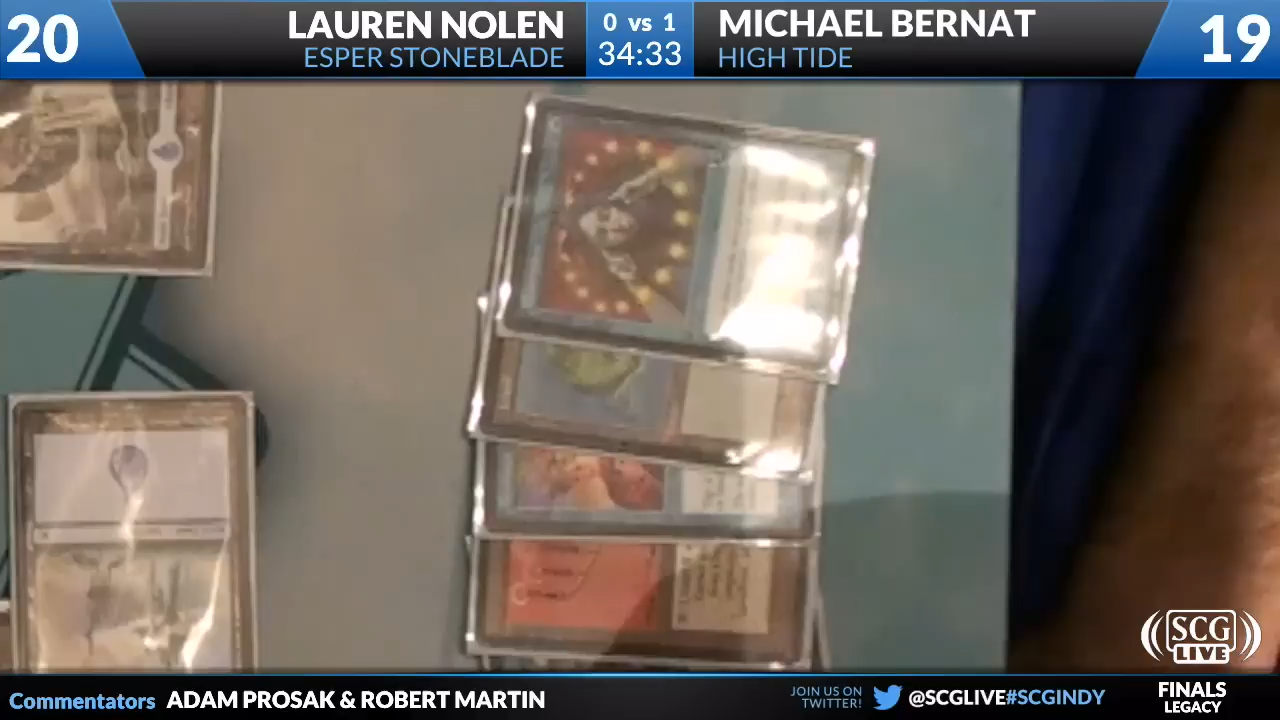 20
LAUREN NOLEN
ESPER STONEBLADE
0 vs 1
34:33
MICHAEL BERNAT
HIGH TIDE
19
SCG
LIVE
Commentators ADAM PROSAK & ROBERT MARTIN
JOIN US ON
TWITTER!
@SCGLIVE#SCGINDY
FINALS
LEGACY